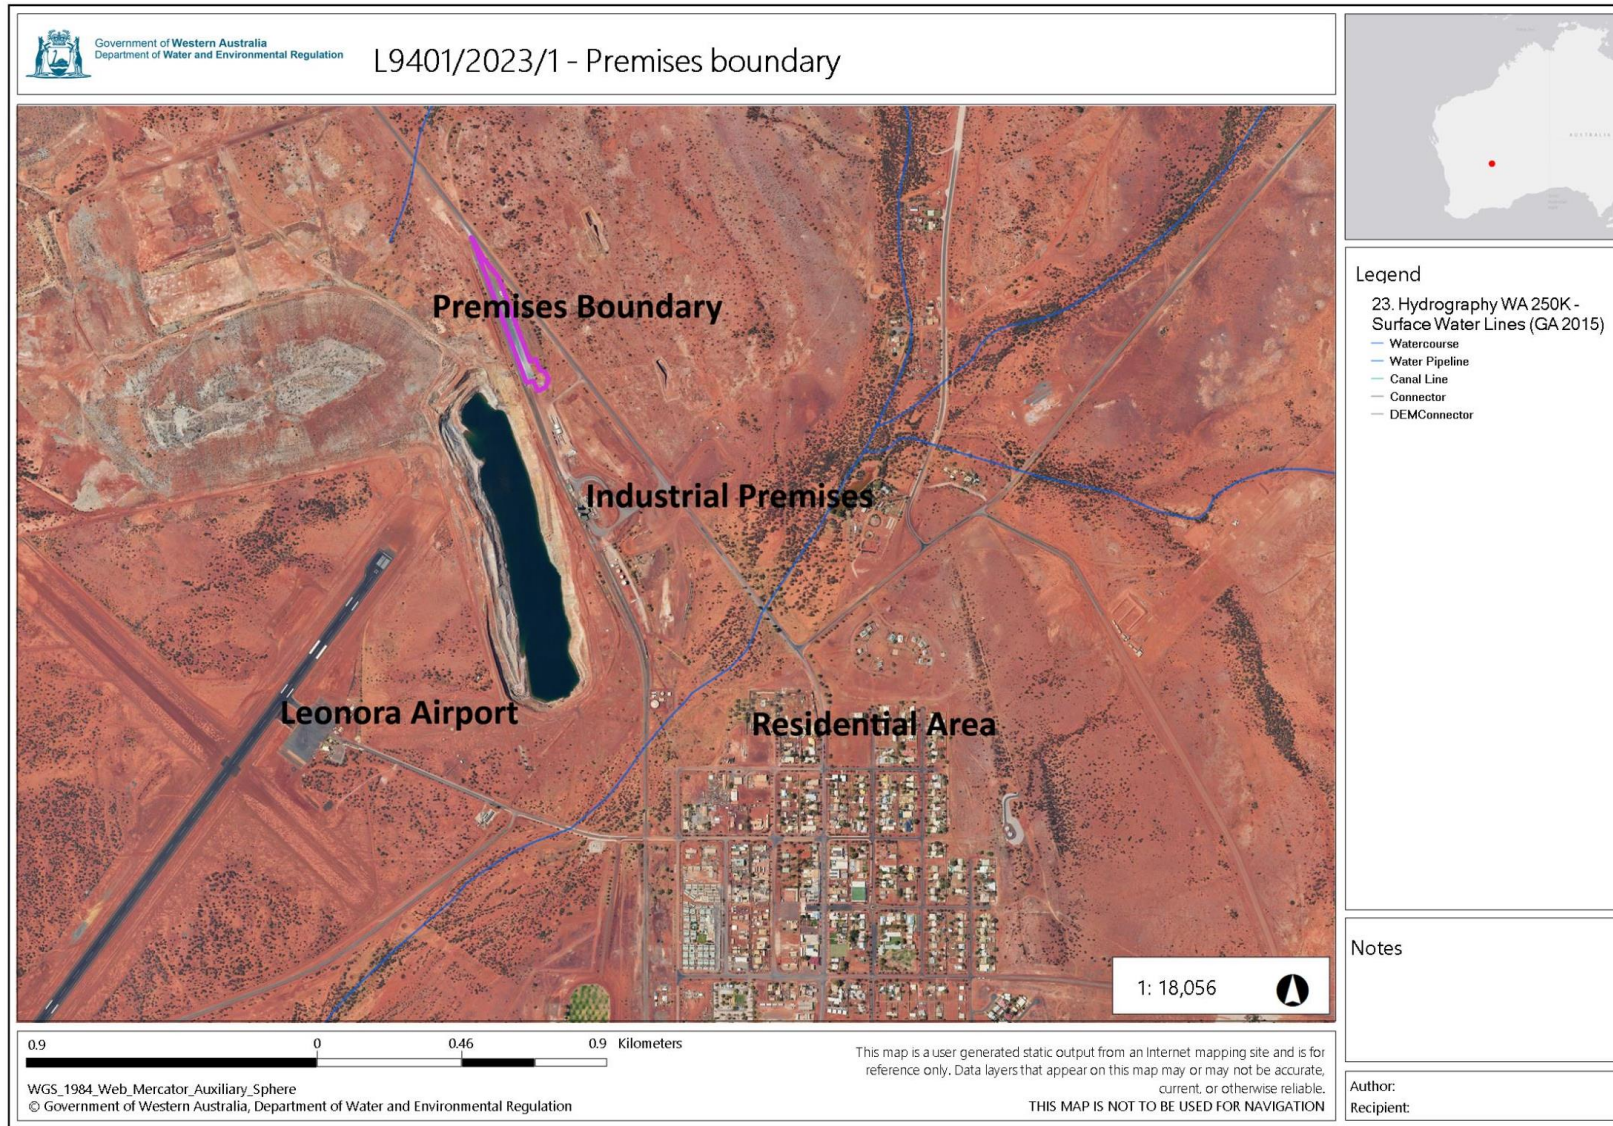 Government of Western Australia
Department of Water and Environmental Regulation
L9401/2023/1 - Premises boundary
AUSTRALIA
Premises Boundary
Industrial Premises
Leonora Airport
Residential Area
1: 18,056
Legend
23. Hydrography WA 250K -
Surface Water Lines (GA 2015)
Watercourse
Water Pipeline
Canal Line
Connector
DEMConnector
Notes
0.9 0 0.46 0.9 Kilometers
WGS_1984_Web_Mercator_Auxiliary_Sphere
© Government of Western Australia, Department of Water and Environmental Regulation
This map is a user generated static output from an Internet mapping site and is for
reference only. Data layers that appear on this map may or may not be accurate,
current, or otherwise reliable.
THIS MAP IS NOT TO BE USED FOR NAVIGATION
Author:
Recipient: